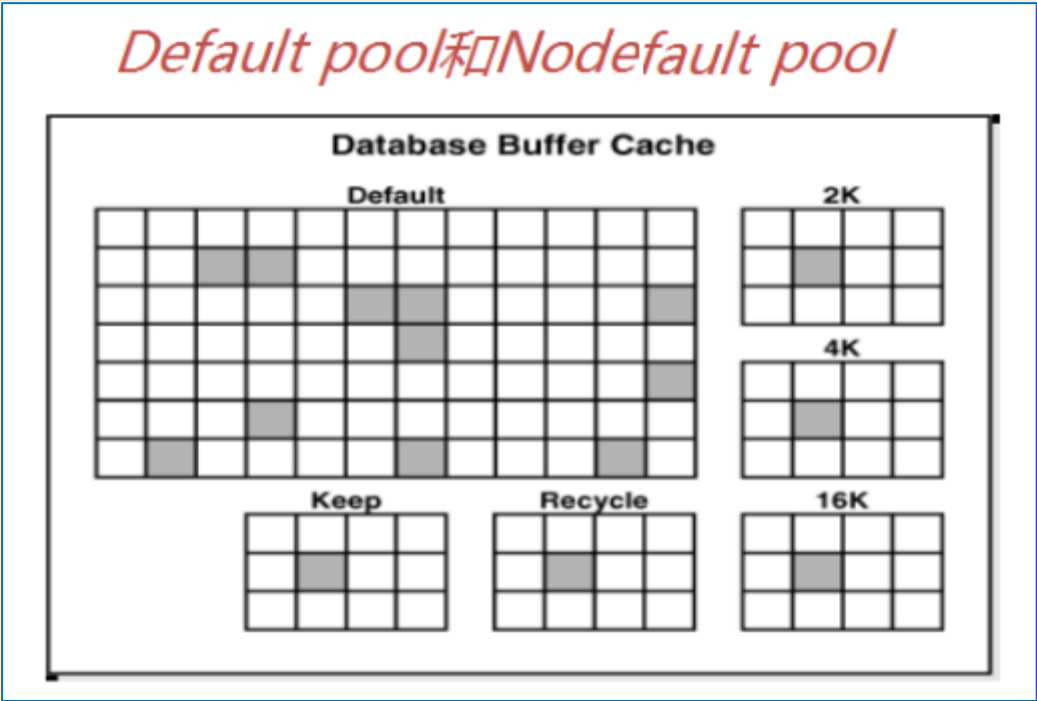 Default pool和Nodefault pool
Database Buffer Cache
Default
2K
4K
Keep
Recycle
16K